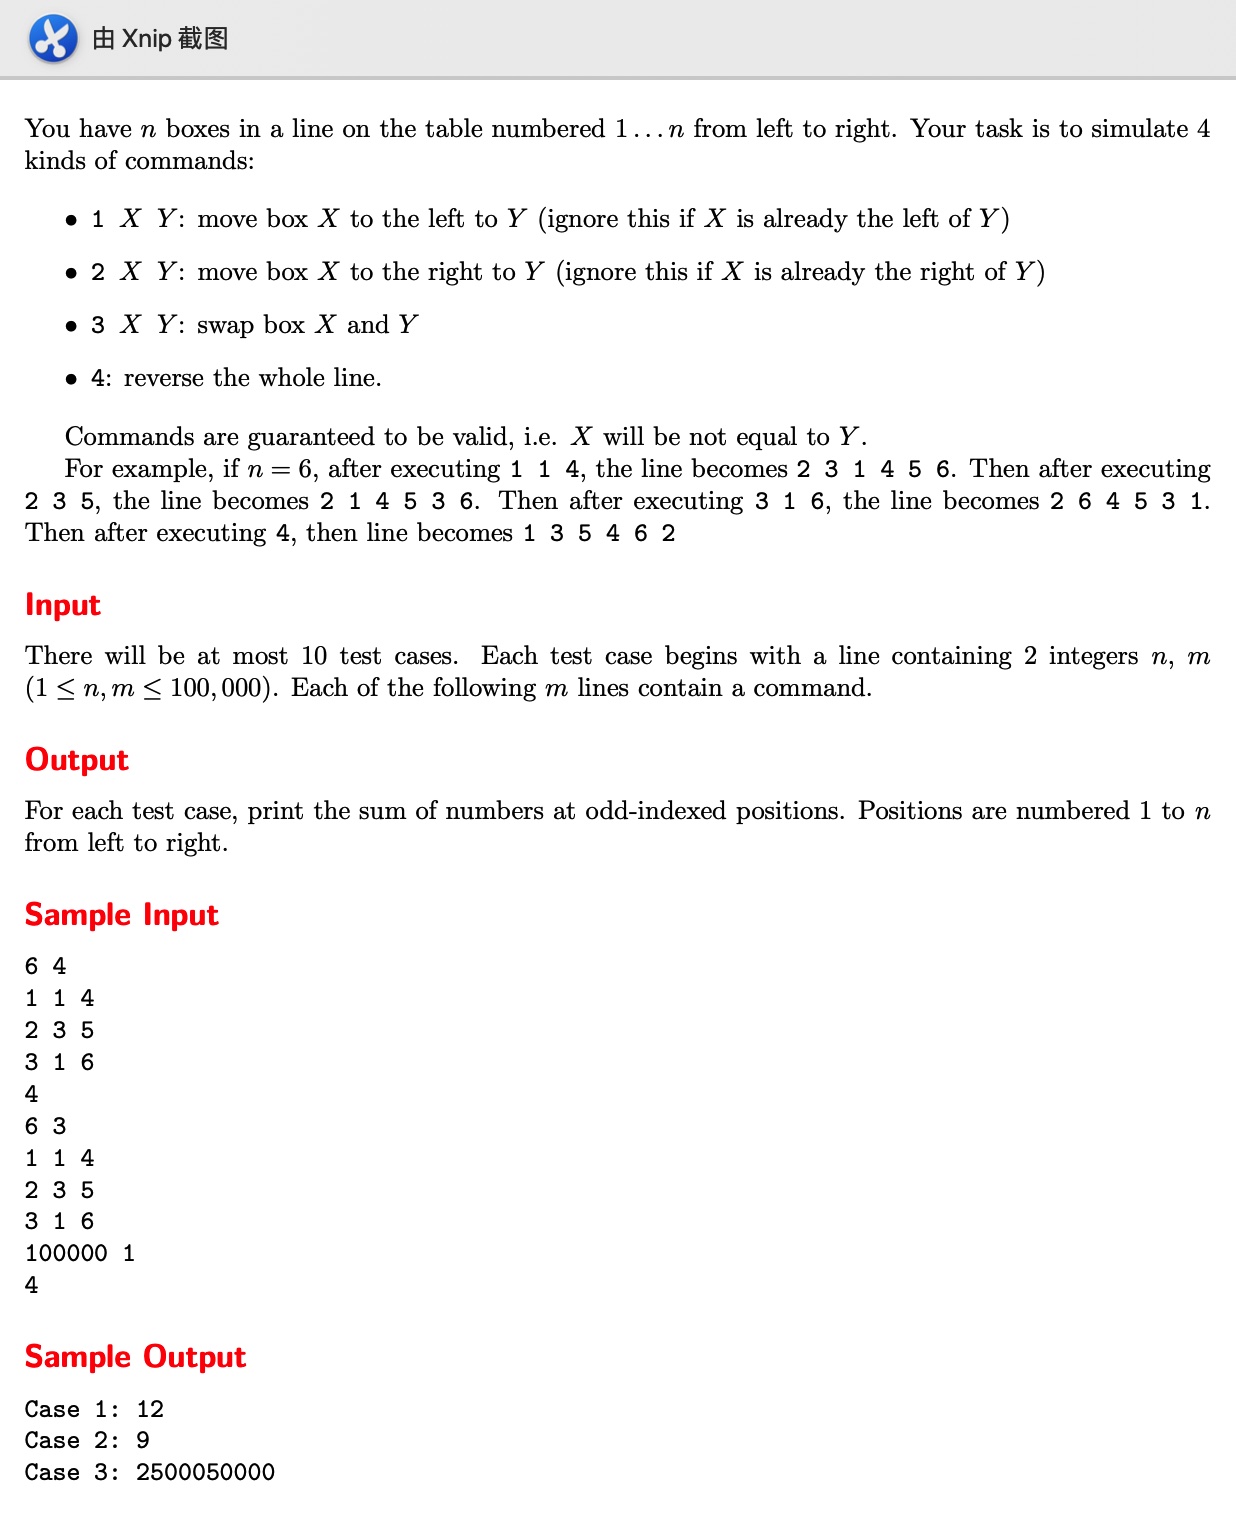 由 Xnip 截图
You have n boxes in a line on the table numbered 1...n from left to right. Your task is to simulate 4
kinds of commands:
• 1 X Y: move box X to the left to Y (ignore this if X is already the left of Y)
• 2 X Y: move box X to the right to Y (ignore this if X is already the right of Y)
• 3 X Y: swap box X and Y
• 4: reverse the whole line.
Commands are guaranteed to be valid, i.e. X will be not equal to Y.
For example, if n = 6, after executing 1 1 4, the line becomes 2 3 1 4 5 6. Then after executing
2 3 5, the line becomes 2 1 4 5 3 6. Then after executing 3 1 6, the line becomes 2 6 4 5 3 1.
Then after executing 4, then line becomes 1 3 5 4 6 2
Input
There will be at most 10 test cases. Each test case begins with a line containing 2 integers n, m
(1 ≤ n, m ≤ 100, 000). Each of the following m lines contain a command.
Output
For each test case, print the sum of numbers at odd-indexed positions. Positions are numbered 1 to n
from left to right.
Sample Input
6 4
1 1 4
2 3 5
3 1 6
4
6 3
1 1 4
2 3 5
3 1 6
100000 1
4
Sample Output
Case 1: 12
Case 2: 9
Case 3: 2500050000